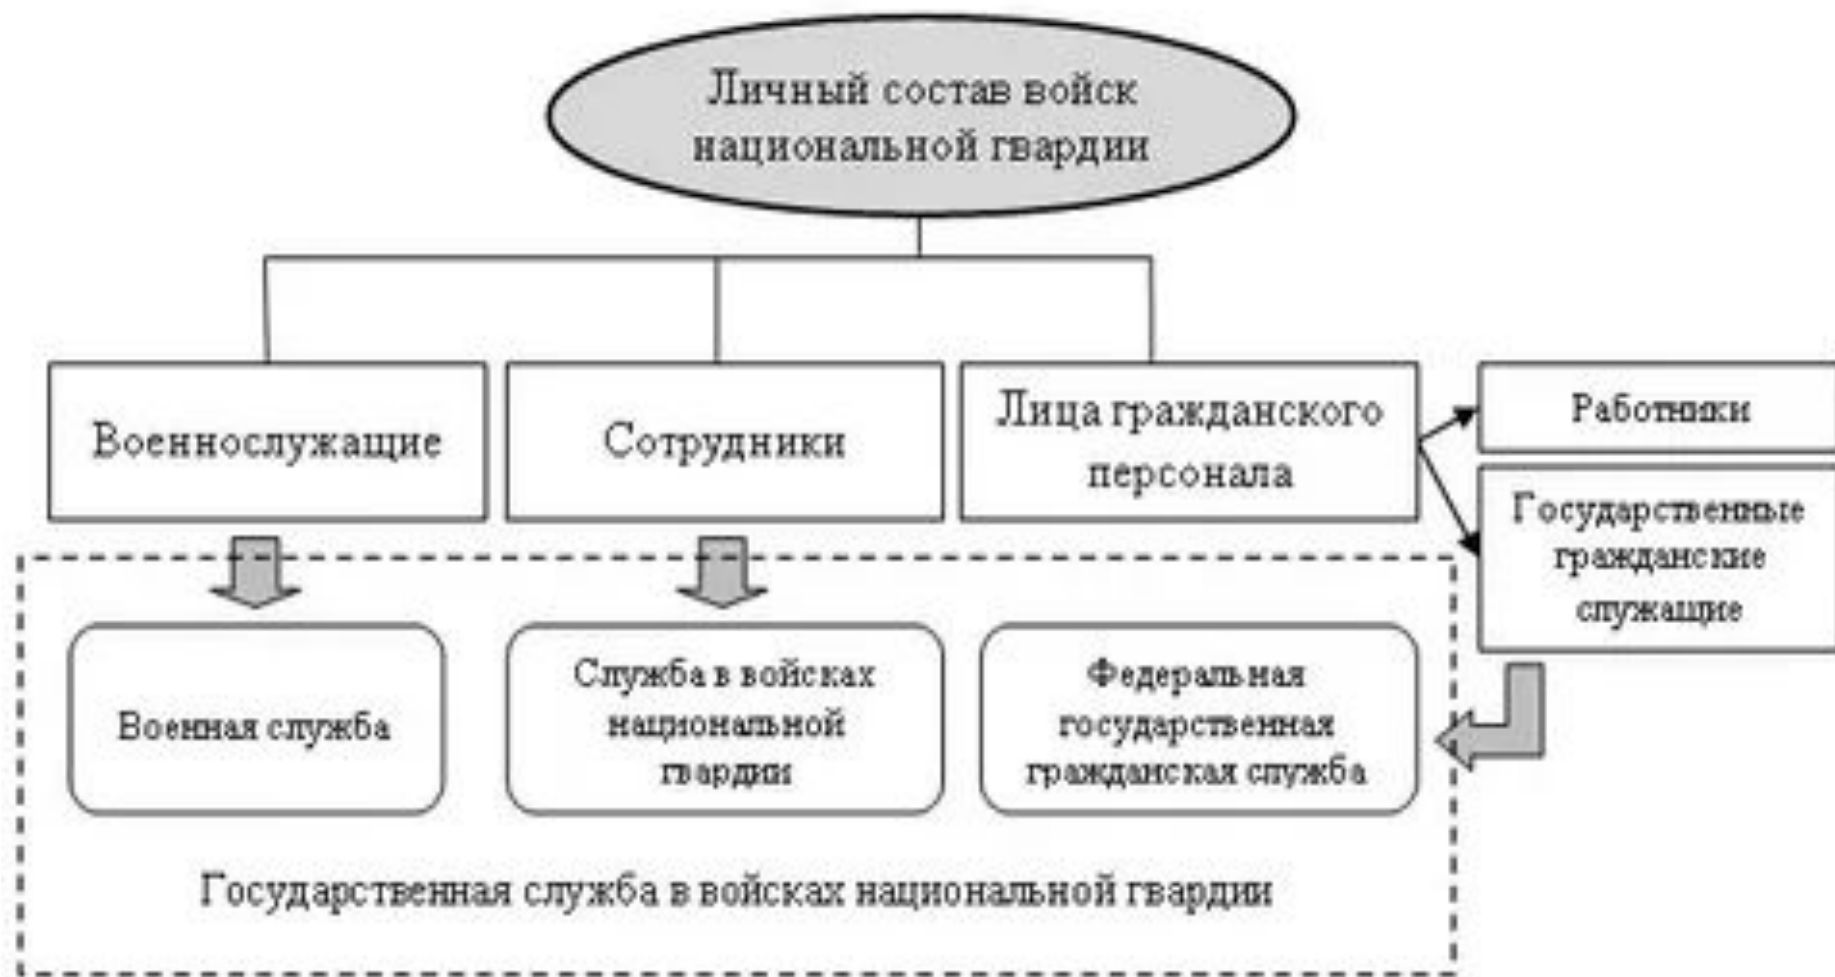 Личный состав войск
национальной гвардии
Военнослужащие
Сотрудники
Лица гражданского
персонала
Работники
Государственные
гражданские
служащие
Военная служба
Служба в войсках
национальной
гвардии
Федеральная
государственная
гражданская служба
Государственная служба в войсках национальной гвардии